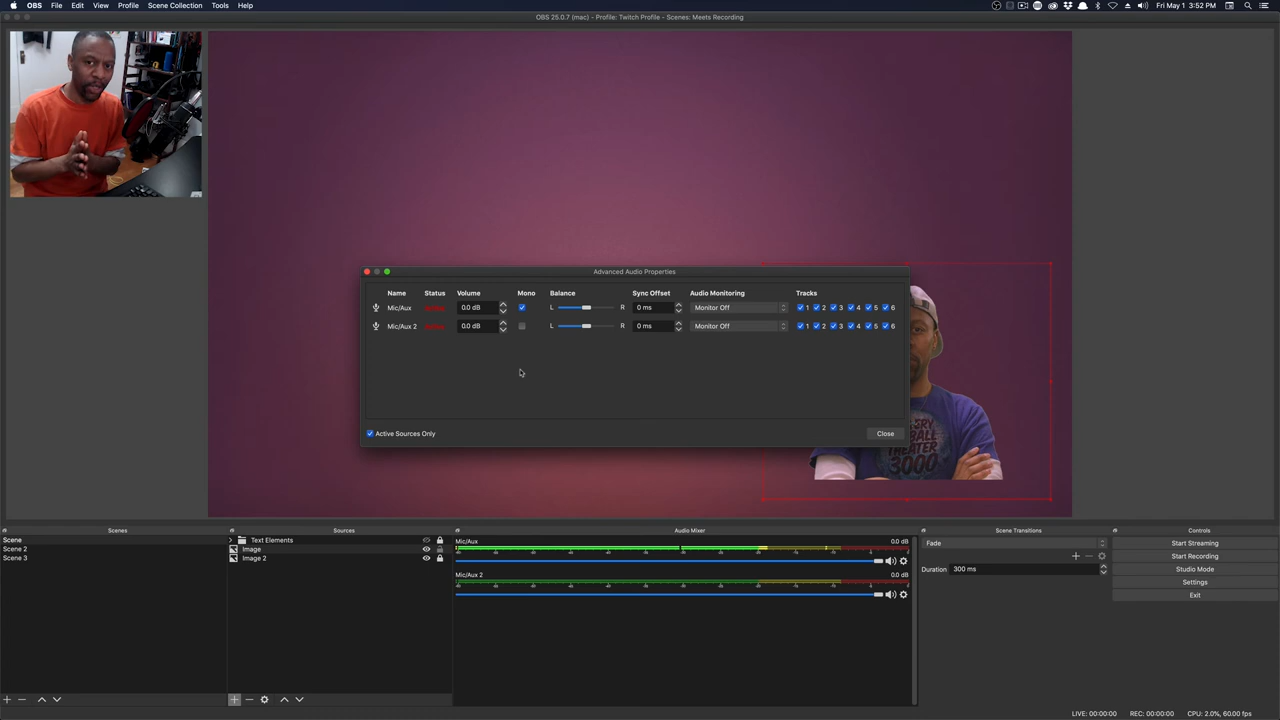 OBS File Edit View Profile Scene Collection Tools Help
Fri May 1 3:52 PM
OBS 25.0.7 (mac) - Profile: Twitch Profile - Scenes: Meets Recording
Advanced Audio Properties
Name Status Volume Mono Balance Sync Offset Audio Monitoring Tracks
Mic/Aux 0.0 dB L R 0 ms Monitor Off 1 2 3 4 5 6
Mic/Aux 2 0.0 dB L R 0 ms Monitor Off 1 2 3 4 5 6
Active Sources Only
Close
THEATER
3000
Scenes
Scene
Scene 2
Scene 3
Sources
Text Elements
Image
Image 2
Audio Mixer
Mic/Aux 0.0 dB
Mic/Aux 2 0.0 dB
Scene Transitions
Fade
Duration 300 ms
Controls
Start Streaming
Start Recording
Studio Mode
Settings
Exit
LIVE: 00:00:00 REC: 00:00:00 CPU: 2.0%, 60.00 fps